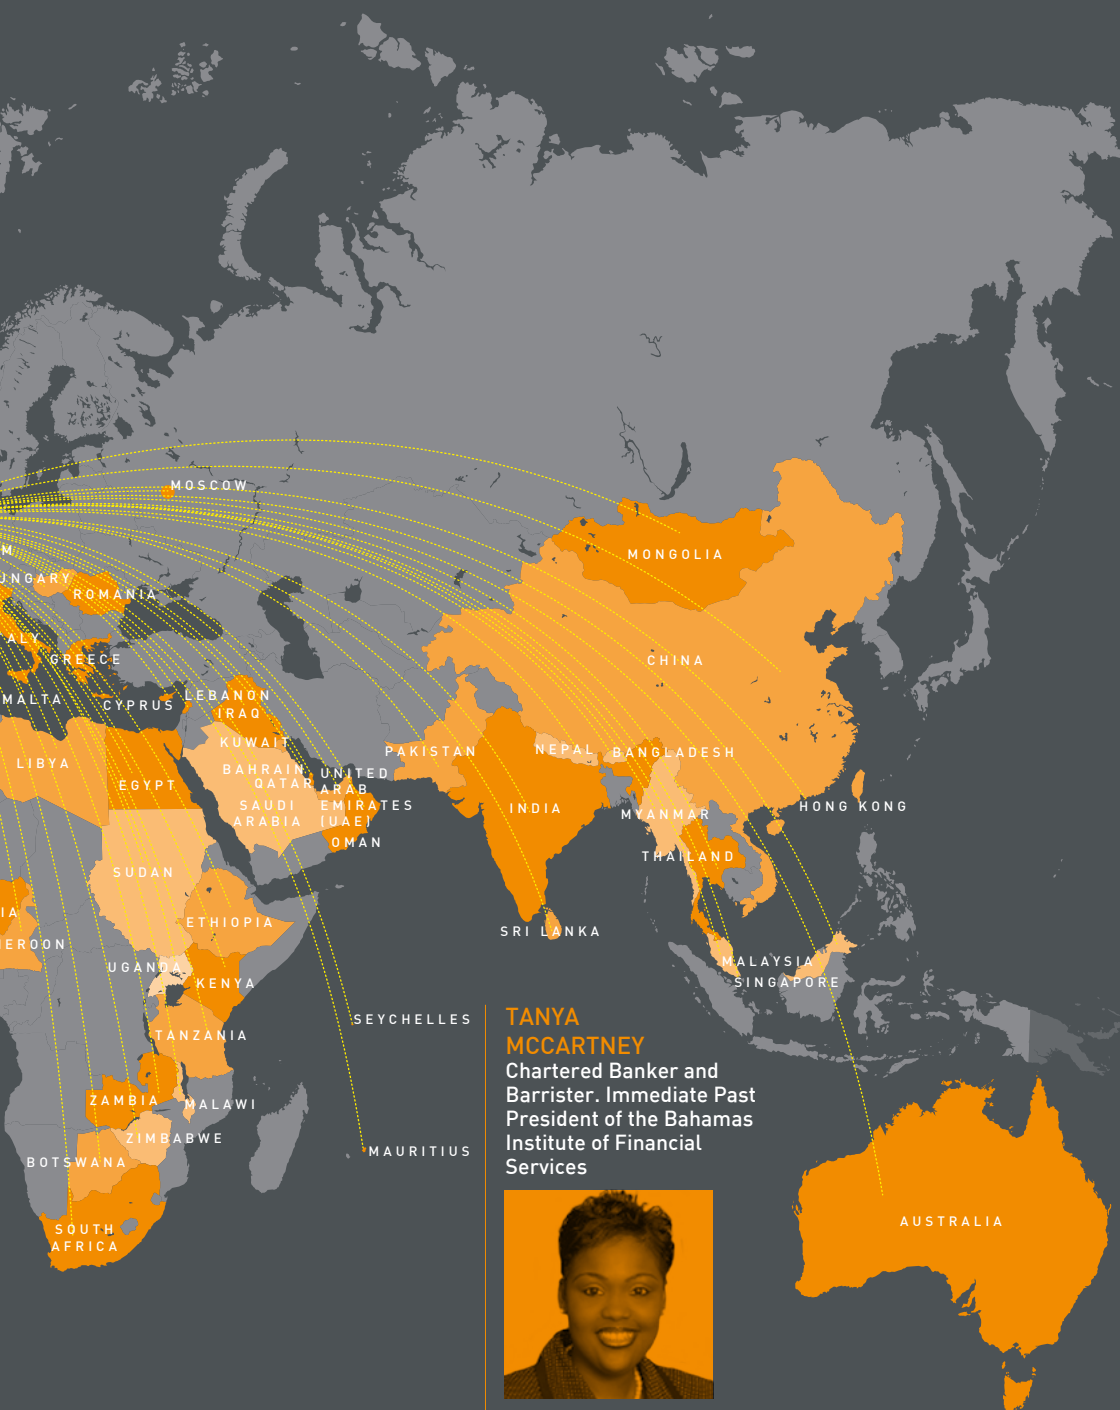 MOSCOW
MONGOLIA
M
UNGARY
ROMANIA
ALY
GREECE
CHINA
MALTA
CYPRUS
LEBANON
IRAQ
KUWAIT
PAKISTAN
NEPAL
BANGLADESH
LIBYA
EGYPT
BAHRAIN
QATAR
UNITED
ARAB
EMIRATES
(UAE)
SAUDI
ARABIA
OMAN
INDIA
MYANMAR
HONG KONG
THAILAND
SUDAN
IA
ETHIOPIA
SRI LANKA
EROON
UGANDA
KENYA
MALAYSIA
SINGAPORE
SEYCHELLES
TANZANIA
ZAMBIA
MALAWI
ZIMBABWE
MAURITIUS
BOTSWANA
SOUTH
AFRICA
AUSTRALIA
TANYA
MCCARTNEY
Chartered Banker and
Barrister. Immediate Past
President of the Bahamas
Institute of Financial
Services